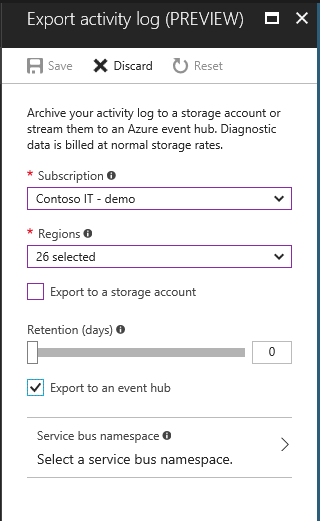 Export activity log (PREVIEW)
Save Discard Reset
Archive your activity log to a storage account or
stream them to an Azure event hub. Diagnostic
data is billed at normal storage rates.
* Subscription
Contoso IT - demo
* Regions
26 selected
Export to a storage account
Retention (days)
0
Export to an event hub
Service bus namespace
Select a service bus namespace.